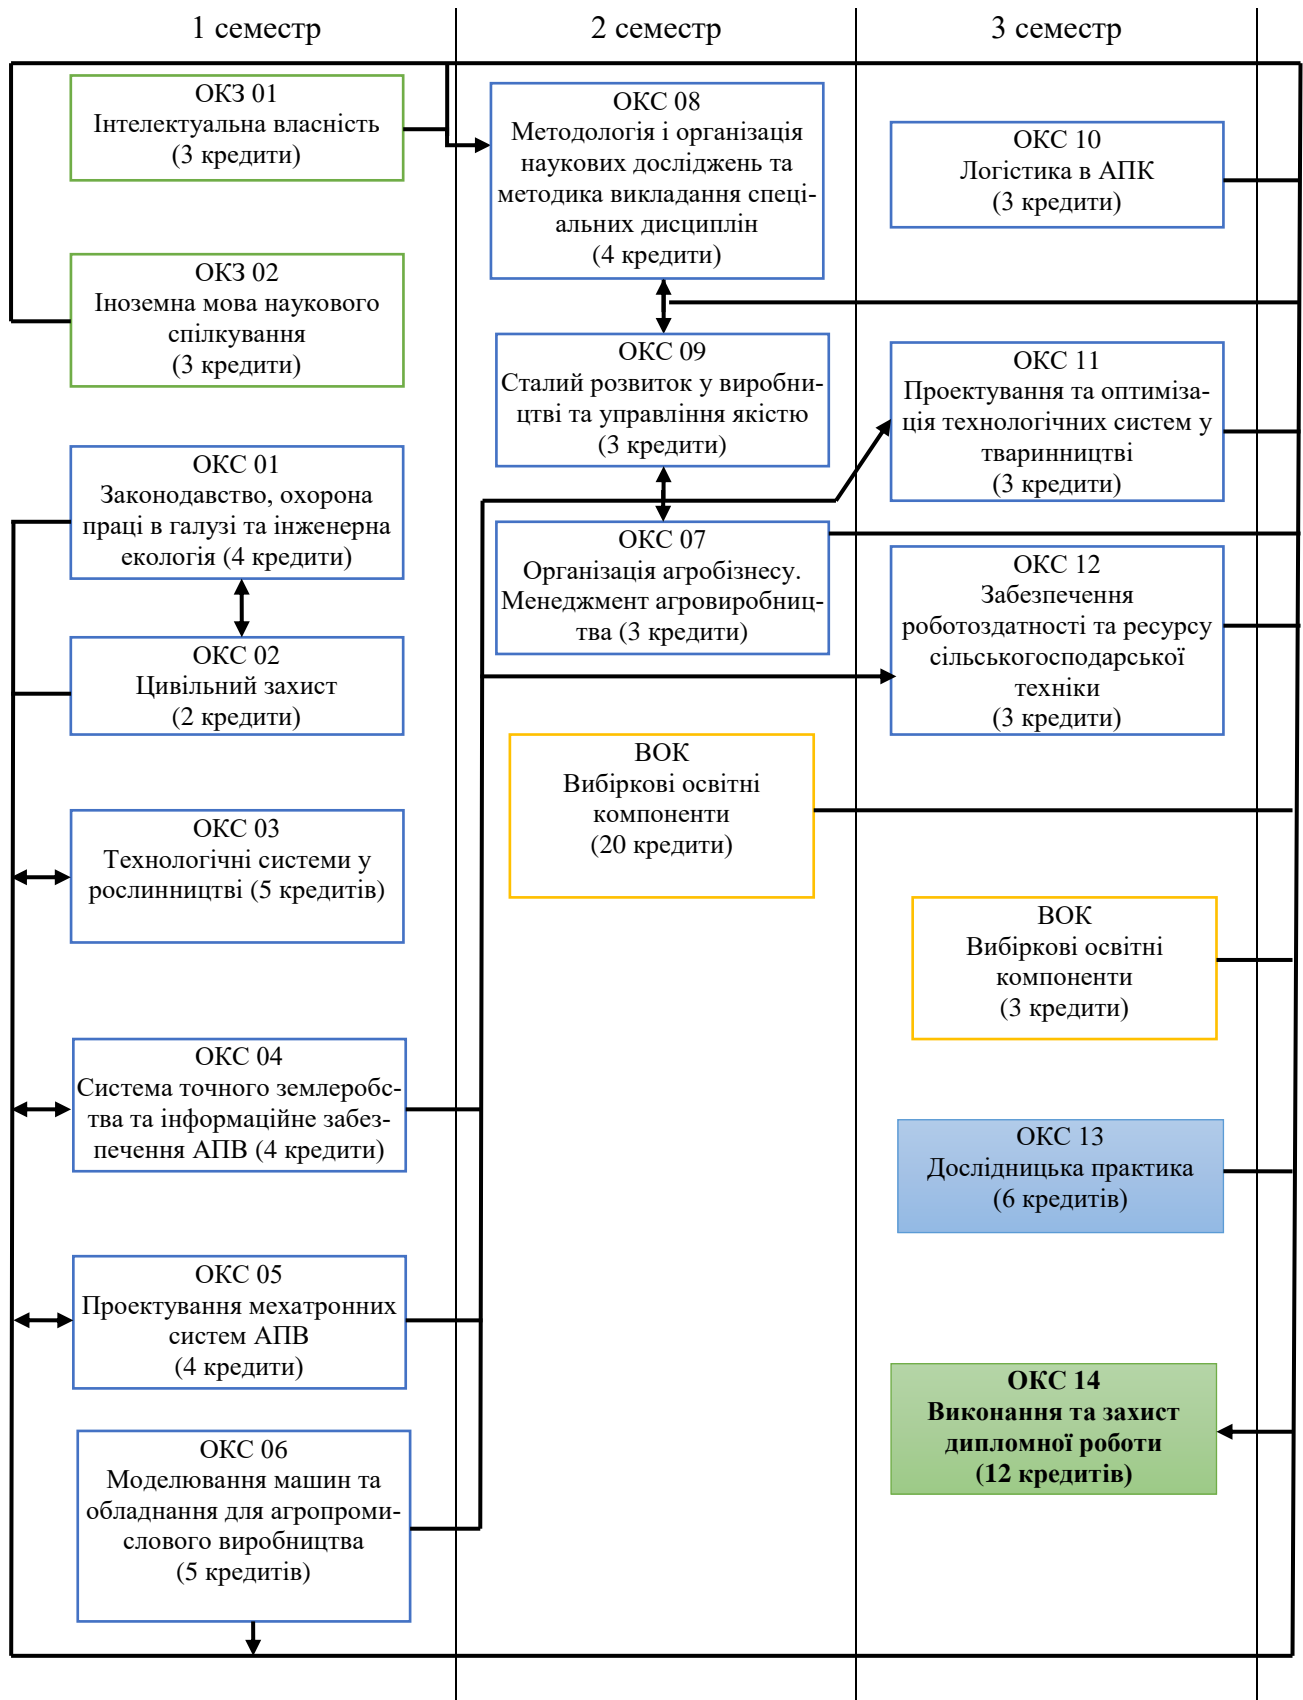 1 семестр
2 семестр
3 семестр
ОКЗ 01
Інтелектуальна власність
(3 кредити)
ОКЗ 02
Іноземна мова наукового
спілкування
(3 кредити)
ОКС 01
Законодавство, охорона
праці в галузі та інженерна
екологія (4 кредити)
ОКС 02
Цивільний захист
(2 кредити)
ОКС 03
Технологічні системи у
рослинництві (5 кредитів)
ОКС 04
Система точного землеробс-
тва та інформаційне забез-
печення АПВ (4 кредити)
ОКС 05
Проектування мехатронних
систем АПВ
(4 кредити)
ОКС 06
Моделювання машин та
обладнання для агропроми-
слового виробництва
(5 кредитів)
ОКС 08
Методологія і організація
наукових досліджень та
методика викладання спеці-
альних дисциплін
(4 кредити)
ОКС 09
Сталий розвиток у виробни-
цтві та управління якістю
(3 кредити)
ОКС 07
Організація агробізнесу.
Менеджмент агровиробниц-
тва (3 кредити)
ВОК
Вибіркові освітні
компоненти
(20 кредити)
ОКС 10
Логістика в АПК
(3 кредити)
ОКС 11
Проектування та оптиміза-
ція технологічних систем у
тваринництві
(3 кредити)
ОКС 12
Забезпечення
роботоздатності та ресурсу
сільськогосподарської
техніки
(3 кредити)
ВОК
Вибіркові освітні
компоненти
(3 кредити)
ОКС 13
Дослідницька практика
(6 кредитів)
ОКС 14
Виконання та захист
дипломної роботи
(12 кредитів)